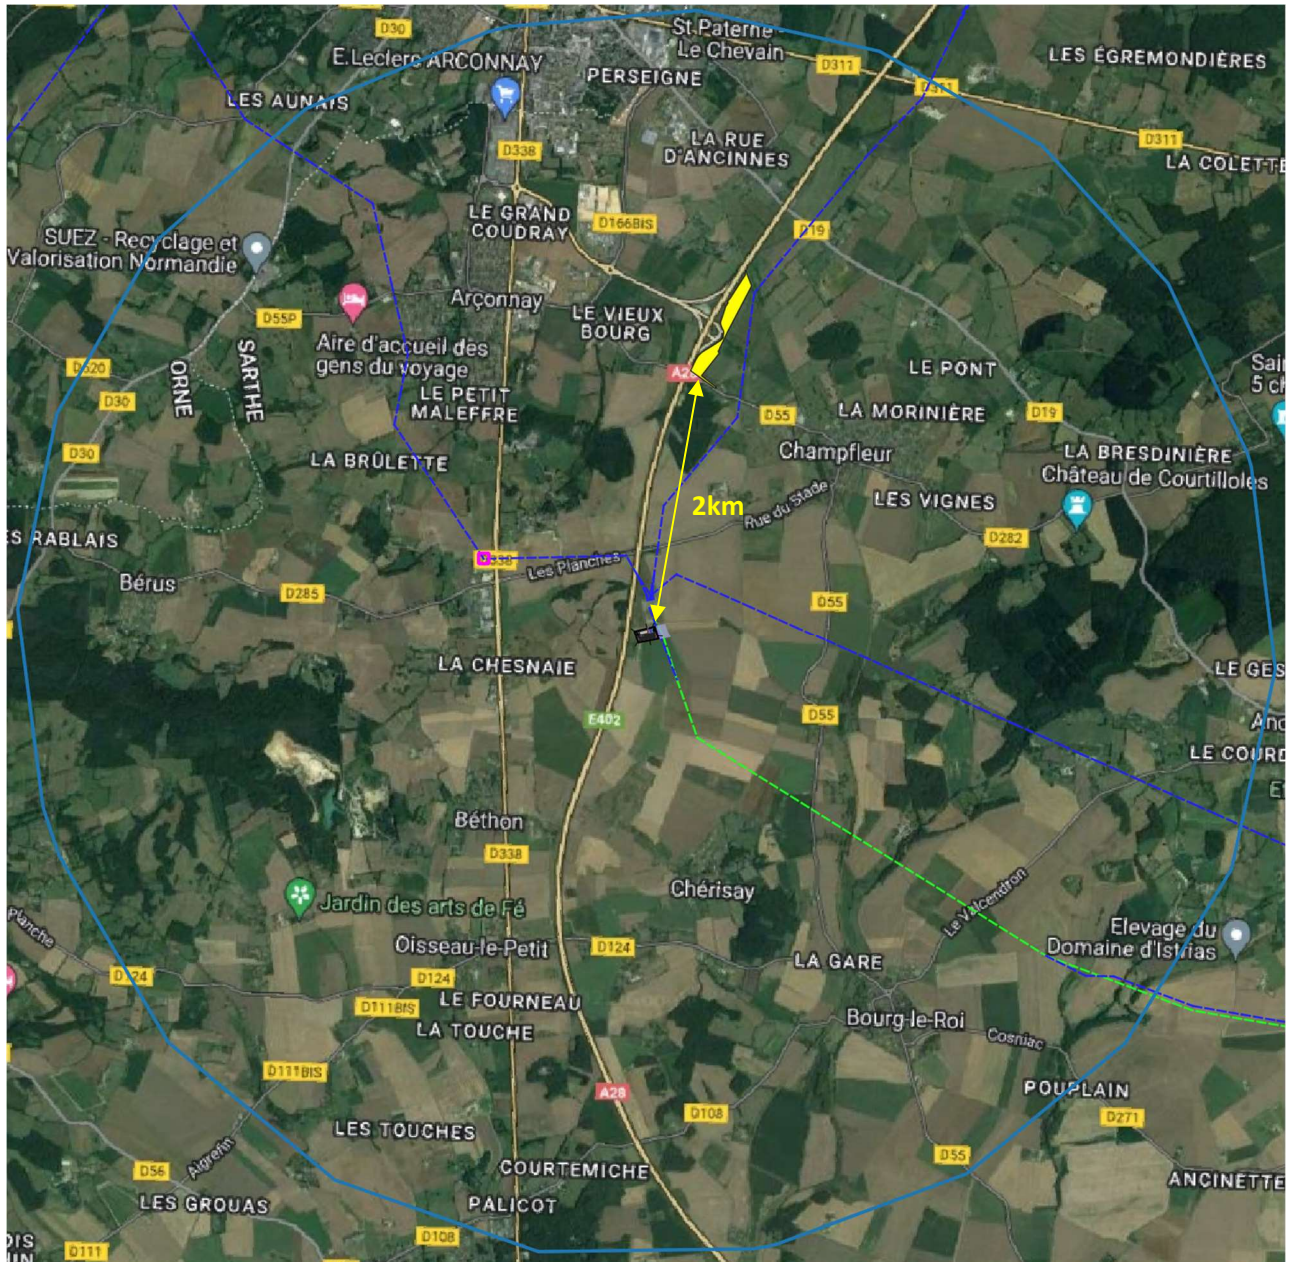 D30
St Paterne -
Le Chevain
E.Leclerc ARCONNAY
PERSEIGNE
D311
LES ÉGREMONDIÈRES
LES AUNAIS
D311
D338
LA RUE
D'ANCINNES
D311
LA COLETTE
LE GRAND
COUDRAY
D166BIS
D19
SUEZ - Recyclage et
Valorisation Normandie
Arçonnay
LE VIEUX
BOURG
D55P
Aire d'accueil des
gens du voyage
ORNE
SARTHE
LE PONT
A28
D30
LE PETIT
MALEFFRE
D55
LA MORINIÈRE
D19
D30
LA BRÛLETTE
Champfleur
LA BRESDINIÈRE
Château de Courtilloles
LES VIGNES
2km
Rue du Stade
D282
ES RABLAIS
D338
Les Planches
Bérus
D285
D55
LA CHESNAIE
LE GES
E402
D55
Anc
LE COURD
Béthon
D338
Chérisay
Jardin des arts de Fé
Le Valcendron
Planche
Oisseau-le-Petit
D124
Elevage du
Domaine d'Istrias
LA GARE
D124
D124
D111BIS
LE FOURNEAU
LA TOUCHE
Bourg-le-Roi
Cosniac
D111BIS
A28
POUPLAIN
D108
D271
LES TOUCHES
Aigrefin
D56
COURTEMICHE
D55
ANCINETTE
LES GROUAS
PALICOT
D108
D111